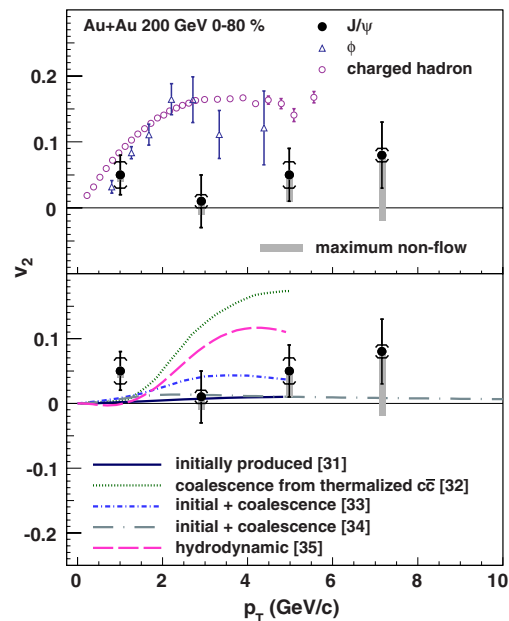 Au+Au 200 GeV 0-80 %
J/ψ
ϕ
charged hadron
0.2
0.1
0
maximum non-flow
v2
0.1
0
-0.1
-0.2
initially produced [31]
coalescence from thermalized cc̄ [32]
initial + coalescence [33]
initial + coalescence [34]
hydrodynamic [35]
0 2 4 6 8 10
pT (GeV/c)